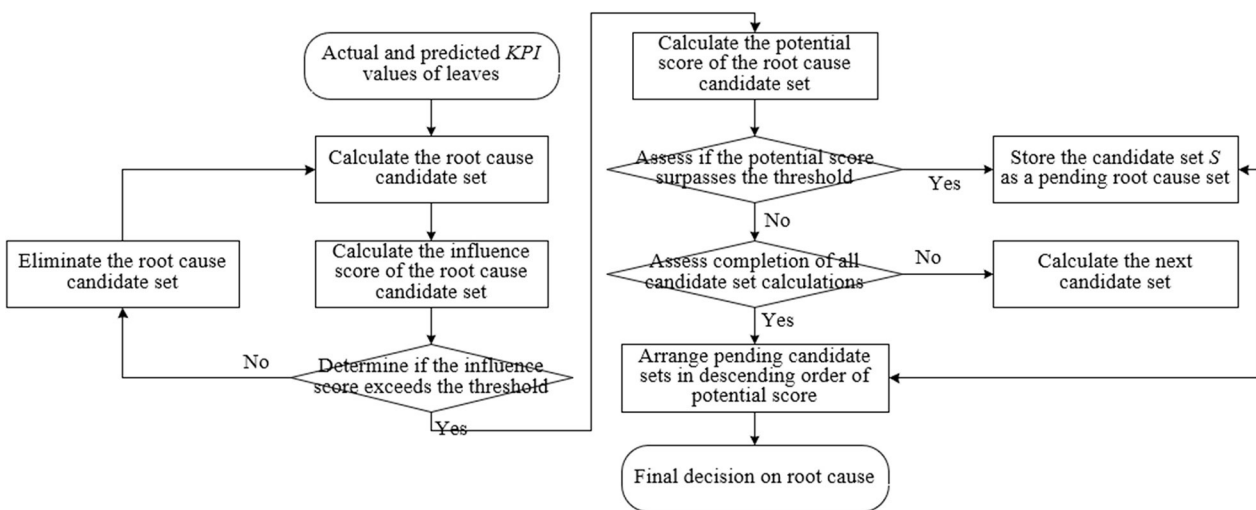 Actual and predicted KPI
values of leaves
Calculate the root cause
candidate set
Calculate the influence
score of the root cause
candidate set
Eliminate the root cause
candidate set
No
Determine if the influence
score exceeds the threshold
Yes
Calculate the potential
score of the root cause
candidate set
Assess if the potential score
surpasses the threshold
Yes
Store the candidate set S
as a pending root cause set
No
Assess completion of all
candidate set calculations
No
Calculate the next
candidate set
Yes
Arrange pending candidate
sets in descending order of
potential score
Final decision on root cause